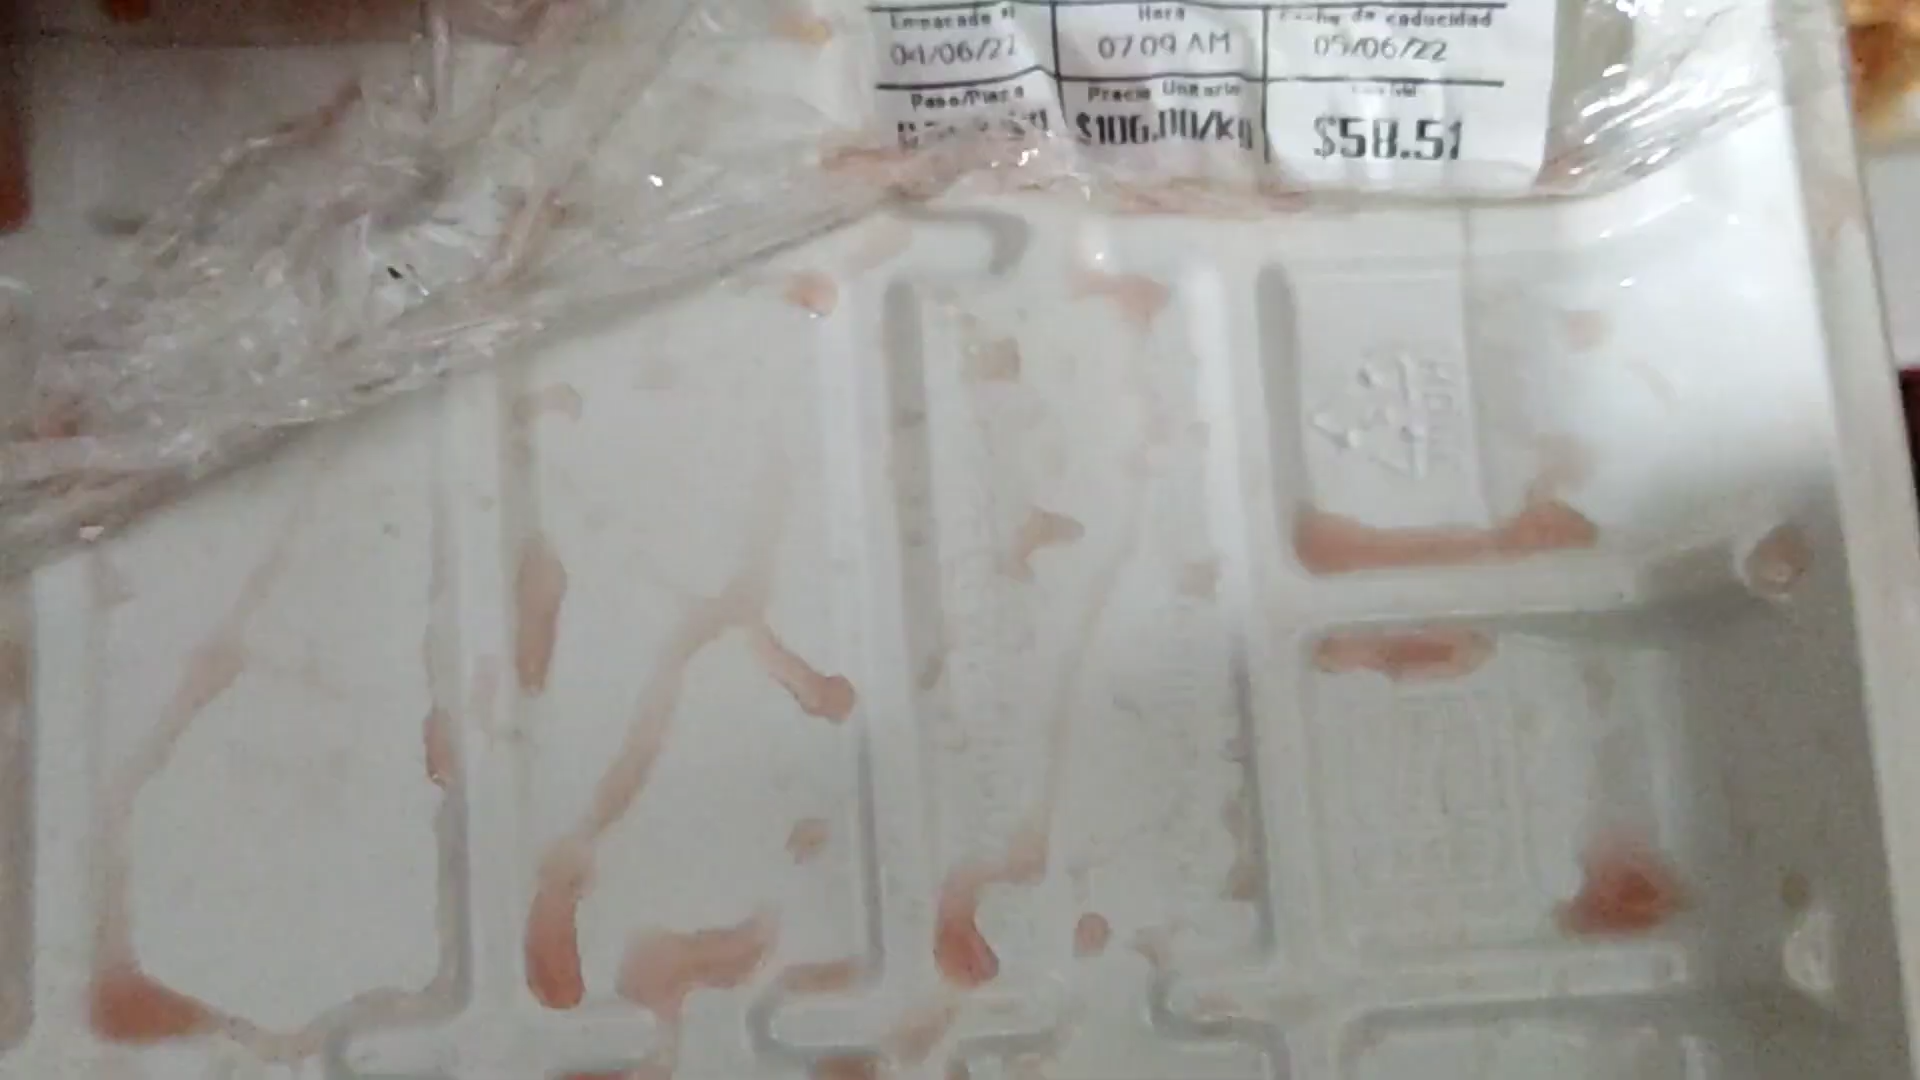 Empacado el Hora Fecha de caducidad
04/06/22 07 09 AM 05/06/22
Peso/Pieza Precio Unitario
$106.00/kg $58.51